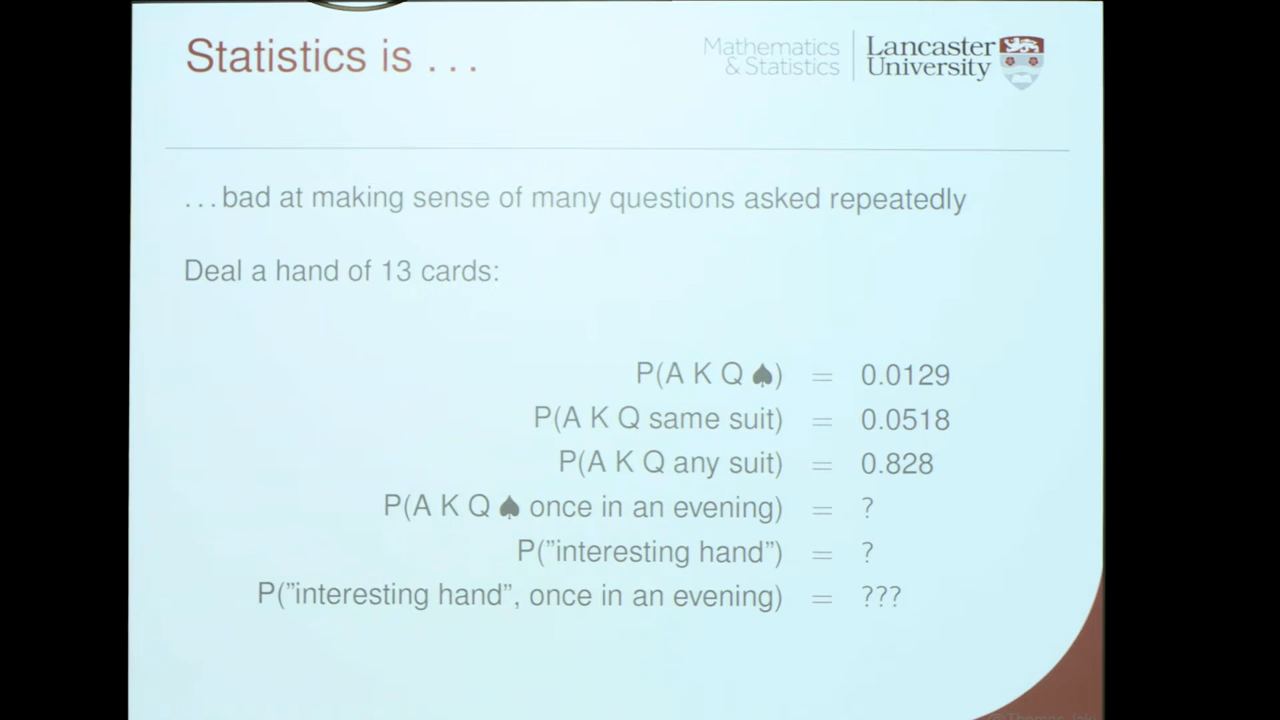 Statistics is . . .
Mathematics
& Statistics
Lancaster
University
. . . bad at making sense of many questions asked repeatedly
Deal a hand of 13 cards:
P(A K Q ♠) = 0.0129
P(A K Q same suit) = 0.0518
P(A K Q any suit) = 0.828
P(A K Q ♠ once in an evening) = ?
P(”interesting hand”) = ?
P(”interesting hand”, once in an evening) = ???